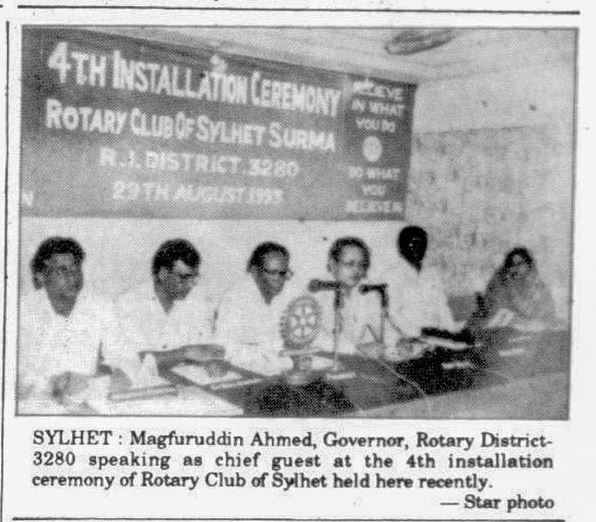 4TH INSTALLATION CEREMONY
ROTARY CLUB OF SYLHET SURMA
R.I. DISTRICT. 3280
29TH AUGUST 1993
BELIEVE
IN WHAT
YOU DO
DO WHAT
YOU
BELIEVE IN
SYLHET : Magfuruddin Ahmed, Governor, Rotary District-
3280 speaking as chief guest at the 4th installation
ceremony of Rotary Club of Sylhet held here recently.
— Star photo